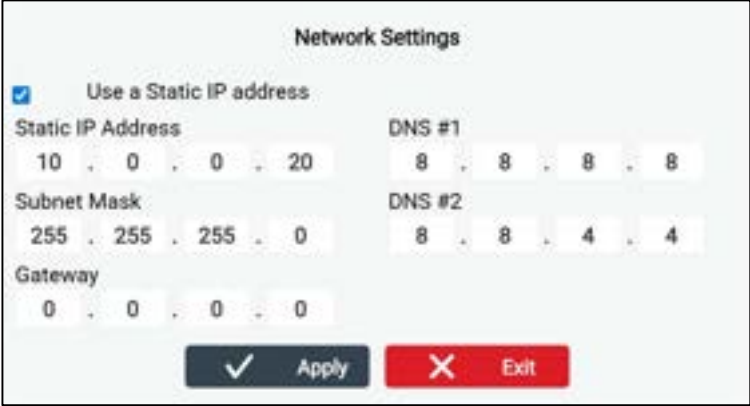 Network Settings
Use a Static IP address
Static IP Address
10 . 0 . 0 . 20
Subnet Mask
255 . 255 . 255 . 0
Gateway
0 . 0 . 0 . 0
DNS #1
8 . 8 . 8 . 8
DNS #2
8 . 8 . 4 . 4
Apply
Exit